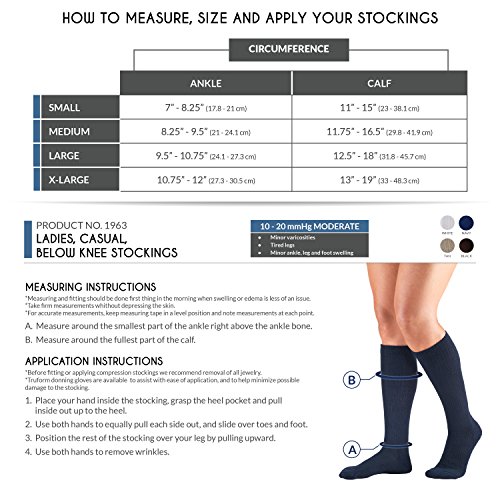 HOW TO MEASURE, SIZE AND APPLY YOUR STOCKINGS
CIRCUMFERENCE
ANKLE CALF
SMALL 7” - 8.25” (17.8 - 21 cm) 11” - 15” (23 - 38.1 cm)
MEDIUM 8.25” - 9.5” (21 - 24.1 cm) 11.75” - 16.5” (29.8 - 41.9 cm)
LARGE 9.5” - 10.75” (24.1 - 27.3 cm) 12.5” - 18” (31.8 - 45.7 cm)
X-LARGE 10.75” - 12” (27.3 - 30.5 cm) 13” - 19” (33 - 48.3 cm)
PRODUCT NO. 1963
LADIES, CASUAL,
BELOW KNEE STOCKINGS
10 - 20 mmHg MODERATE
• Minor varicosities
• Tired legs
• Minor ankle, leg and foot swelling
WHITE NAVY
TAN BLACK
MEASURING INSTRUCTIONS
*Measuring and fitting should be done first thing in the morning when swelling or edema is less of an issue.
*Take firm measurements whithout depressing the skin.
*For accurate measurements, keep measuring tape in a level position and note measurements at each point.
A. Measure around the smallest part of the ankle right above the ankle bone.
B. Measure around the fullest part of the calf.
APPLICATION INSTRUCTIONS
*Before fitting or applying compression stockings we recommend removal of all jewelry.
*Truform donning gloves are available to assist with ease of application, and to help minimize possible
damage to the stocking.
1. Place your hand inside the stocking, grasp the heel pocket and pull
inside out up to the heel.
2. Use both hands to equally pull each side out, and slide over toes and foot.
3. Position the rest of the stocking over your leg by pulling upward.
4. Use both hands to remove wrinkles.
B
A